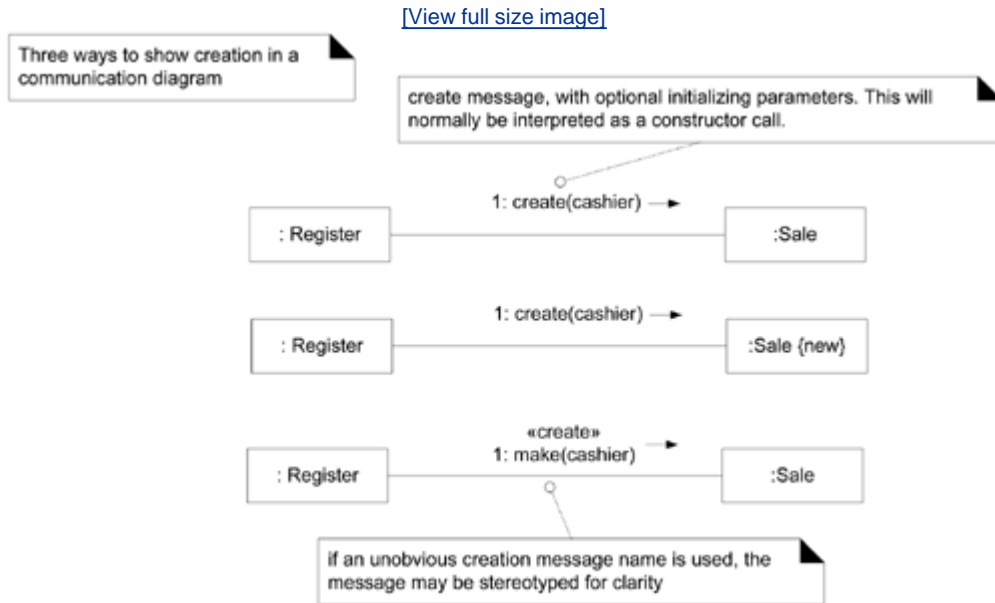 [View full size image]
Three ways to show creation in a
communication diagram
create message, with optional initializing parameters. This will
normally be interpreted as a constructor call.
1: create(cashier)
: Register
:Sale
1: create(cashier)
: Register
:Sale {new}
«create»
1: make(cashier)
: Register
:Sale
if an unobvious creation message name is used, the
message may be stereotyped for clarity